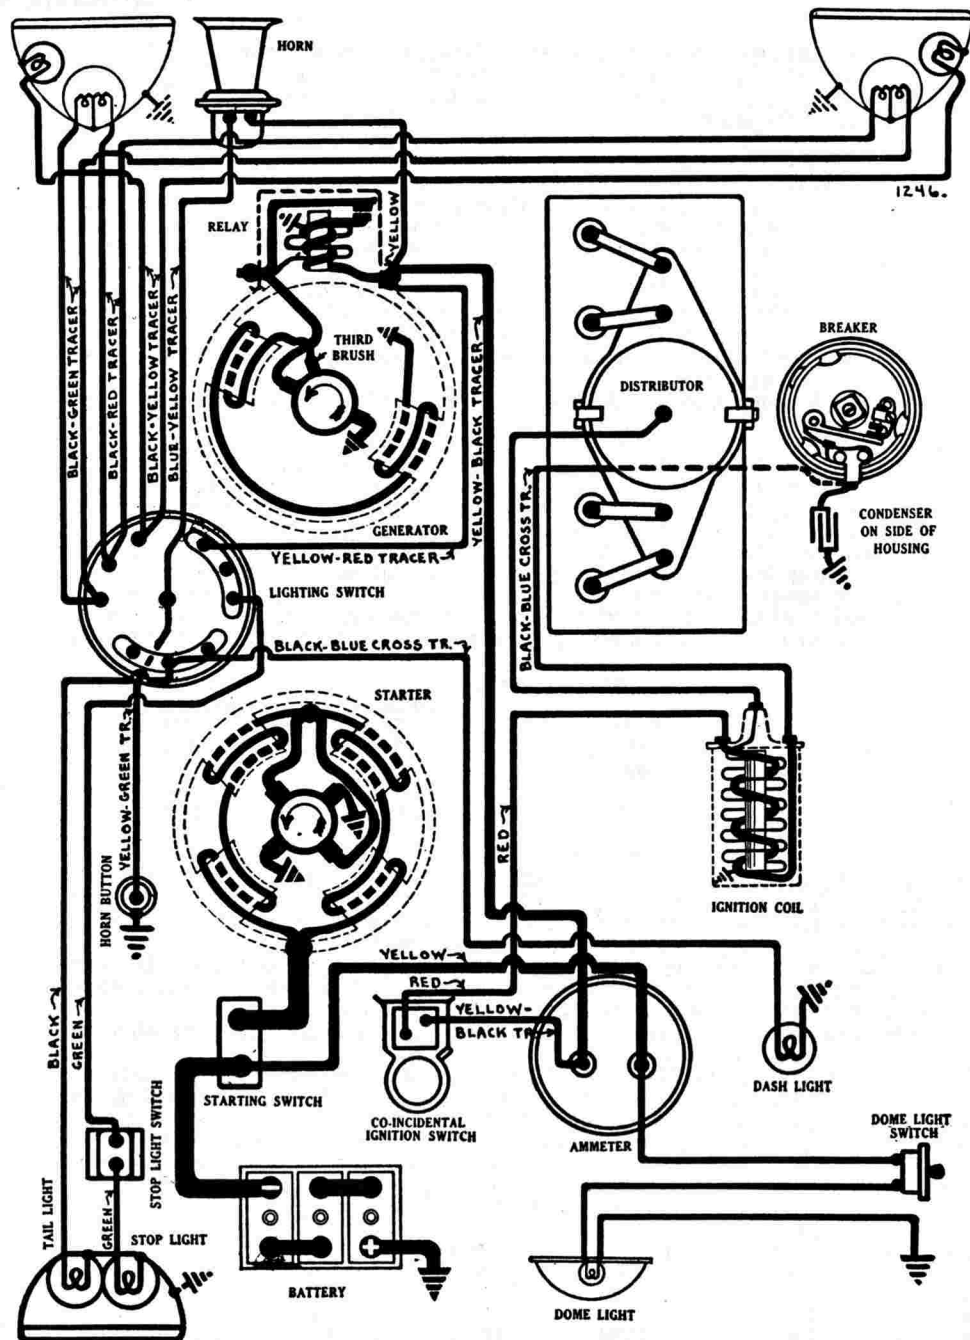 HORN
1246.
RELAY
YELLOW
THIRD
BRUSH
BREAKER
DISTRIBUTOR
BLACK-GREEN TRACER
BLACK-RED TRACER
BLACK-YELLOW TRACER
BLUE-YELLOW TRACER
YELLOW-BLACK TRACER
GENERATOR
CONDENSER
ON SIDE OF
HOUSING
YELLOW-RED TRACER
BLACK-BLUE CROSS TR.
LIGHTING SWITCH
BLACK-BLUE CROSS TR.
STARTER
YELLOW-GREEN TR.
RED
HORN BUTTON
IGNITION COIL
YELLOW
RED
YELLOW-
BLACK TR.
BLACK
GREEN
STARTING SWITCH
CO-INCIDENTAL
IGNITION SWITCH
AMMETER
DASH LIGHT
DOME LIGHT
SWITCH
STOP LIGHT SWITCH
TAIL LIGHT
GREEN
STOP LIGHT
BATTERY
DOME LIGHT